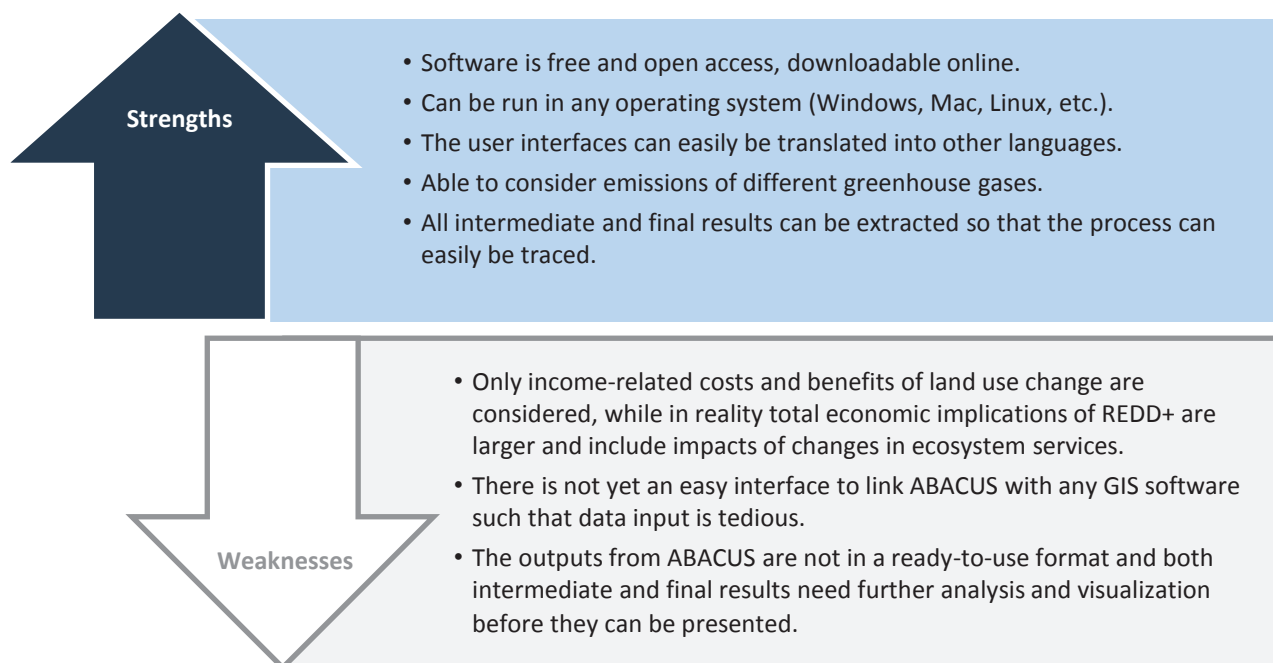 Strengths
• Software is free and open access, downloadable online.
• Can be run in any operating system (Windows, Mac, Linux, etc.).
• The user interfaces can easily be translated into other languages.
• Able to consider emissions of different greenhouse gases.
• All intermediate and final results can be extracted so that the process can
easily be traced.
Weaknesses
• Only income-related costs and benefits of land use change are
considered, while in reality total economic implications of REDD+ are
larger and include impacts of changes in ecosystem services.
• There is not yet an easy interface to link ABACUS with any GIS software
such that data input is tedious.
• The outputs from ABACUS are not in a ready-to-use format and both
intermediate and final results need further analysis and visualization
before they can be presented.